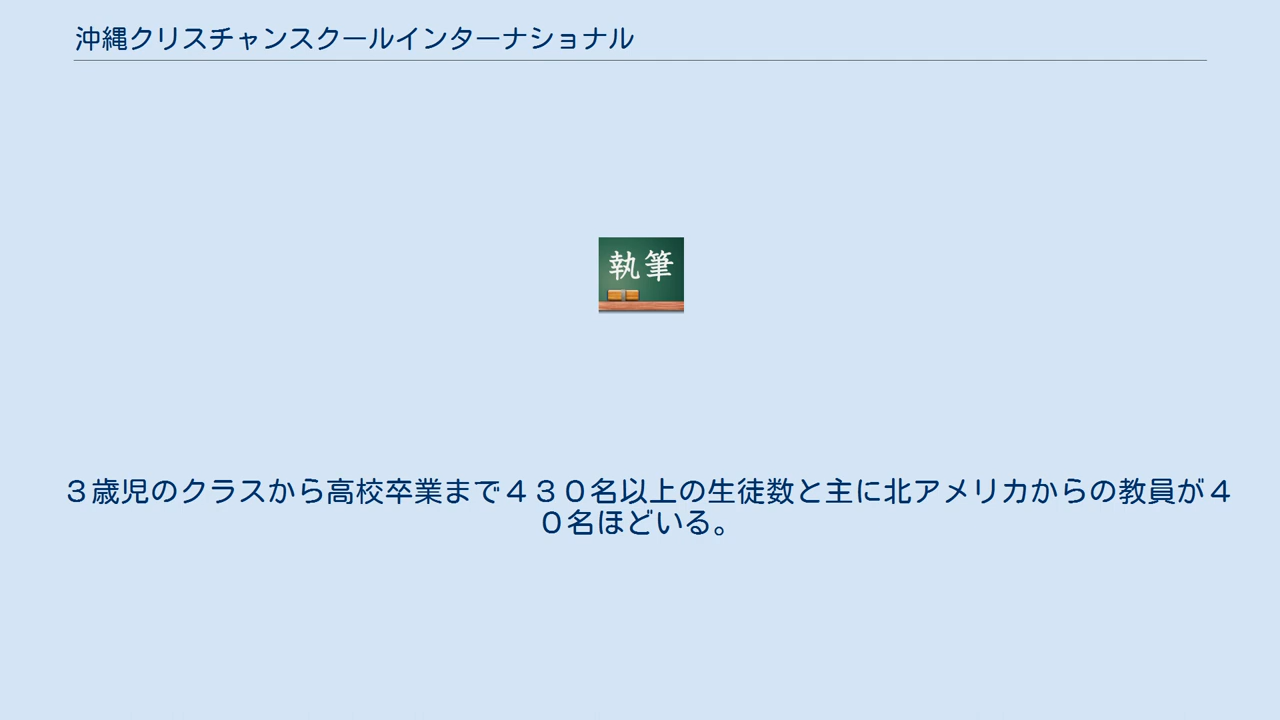 沖縄クリスチャンスクールインターナショナル
執筆
３歳児のクラスから高校卒業まで４３０名以上の生徒数と主に北アメリカからの教員が４
０名ほどいる。